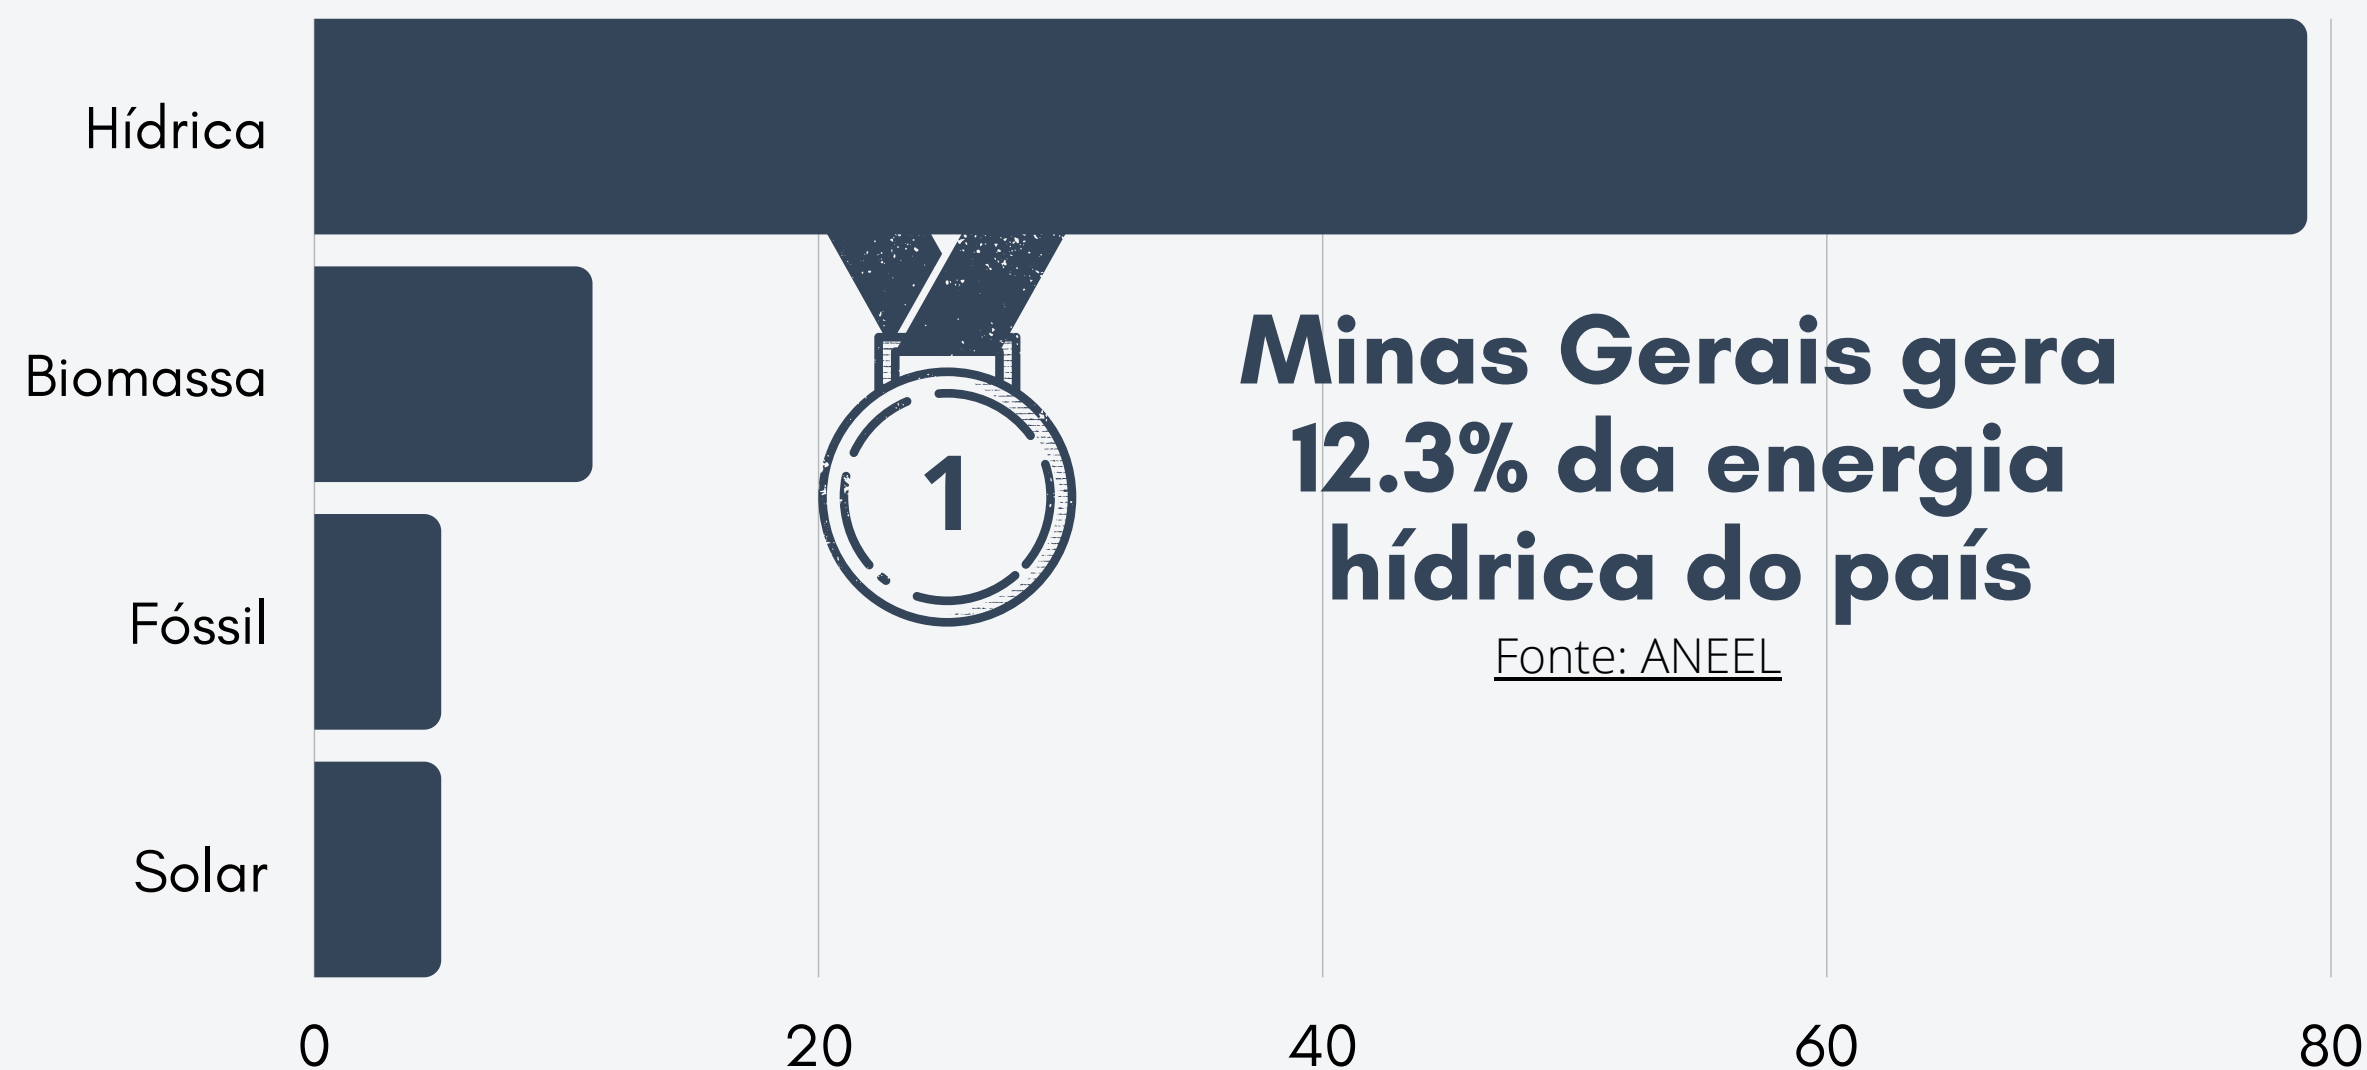 Hídrica
Biomassa
Fóssil
Solar
1
Minas Gerais gera
12.3% da energia
hídrica do país
Fonte: ANEEL
0 20 40 60 80